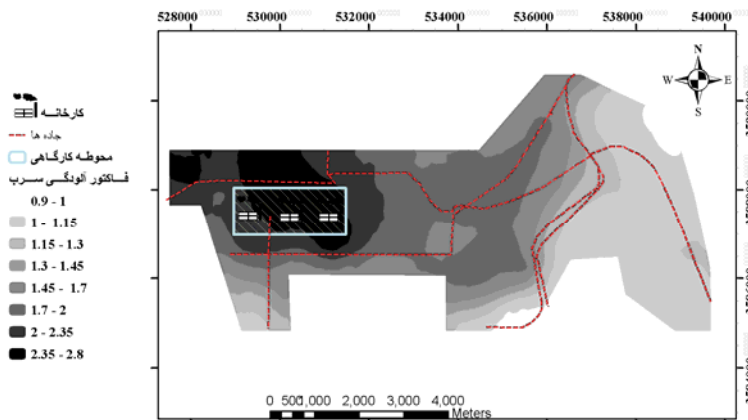 528000 530000 532000 534000 536000 538000 540000
N
W E
S
کارخانه
جاده ها
محوطه کارگاهی
فاکتور آلودگی سرب
0.9 - 1
1 - 1.15
1.15 - 1.3
1.3 - 1.45
1.45 - 1.7
1.7 - 2
2 - 2.35
2.35 - 2.8
0 500 1,000 2,000 3,000 4,000
Meters